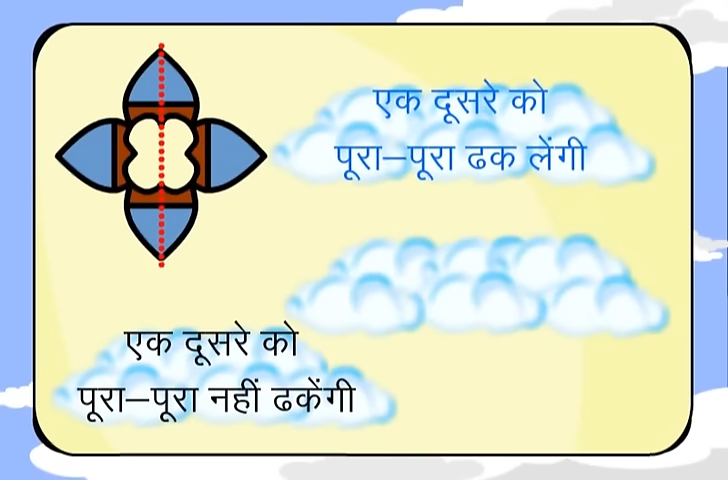 एक दूसरे को
पूरा–पूरा ढक लेंगी
एक दूसरे को
पूरा–पूरा नहीं ढकेंगी